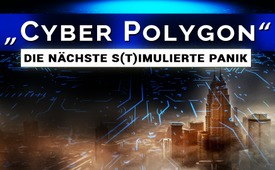 „CYBER POLYGON“
DIE NÄCHSTE S(T)IMULIERTE PANIK